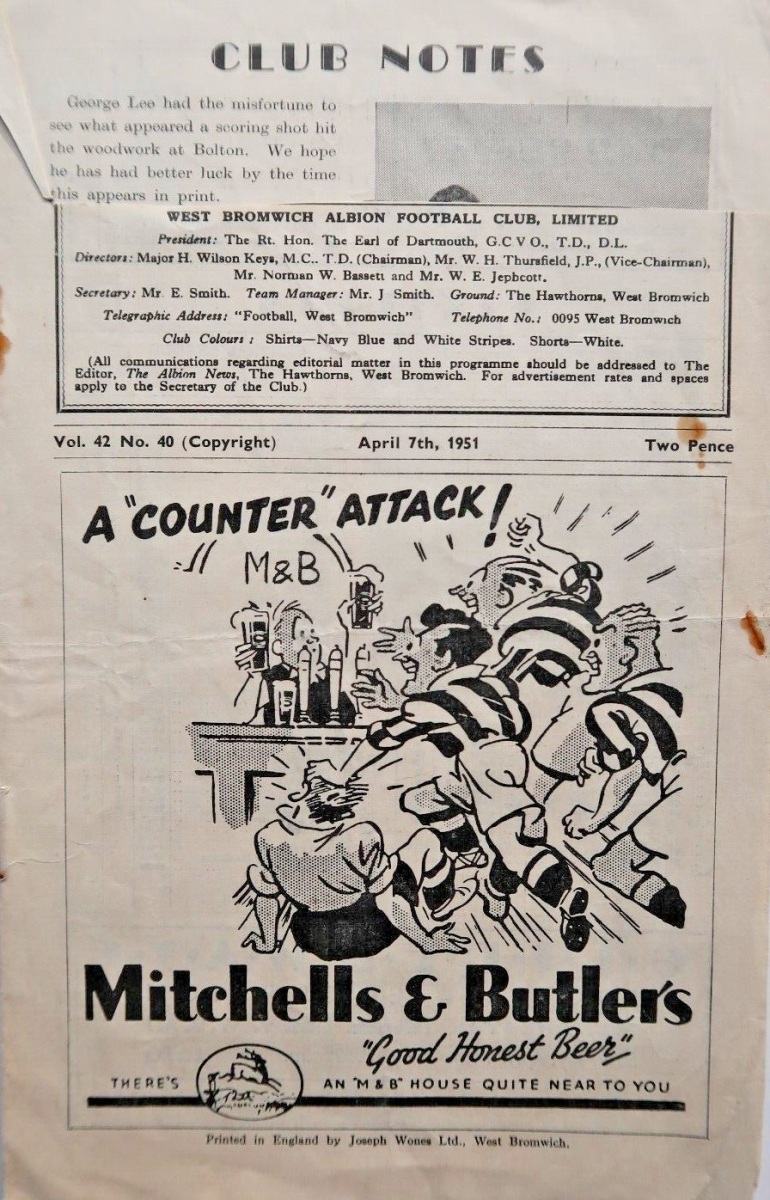 CLUB NOTES
George Lee had the misfortune to
see what appeared a scoring shot hit
the woodwork at Bolton. We hope
he has had better luck by the time
this appears in print.
WEST BROMWICH ALBION FOOTBALL CLUB, LIMITED
President: The Rt. Hon. The Earl of Dartmouth, G.C V O., T.D., D.L.
Directors: Major H. Wilson Keys, M.C.. T.D. (Chairman), Mr. W. H. Thursfield, J.P., (Vice-Chairman),
Mr. Norman W. Bassett and Mr. W. E. Jephcott.
Secretary: Mr. E. Smith. Team Manager: Mr. J Smith. Ground: The Hawthorns, West Bromwich
Telegraphic Address: "Football, West Bromwich" Telephone No.: 0095 West Bromwich
Club Colours: Shirts—Navy Blue and White Stripes. Shorts—White.
(All communications regarding editorial matter in this programme should be addressed to The
Editor, The Albion News, The Hawthorns, West Bromwich. For advertisement rates and spaces
apply to the Secretary of the Club.)
Vol. 42 No. 40 (Copyright) April 7th, 1951 Two Pence
A "COUNTER" ATTACK!
M&B
Mitchells & Butlers
"Good Honest Beer"
THERE'S AN "M & B" HOUSE QUITE NEAR TO YOU
Printed in England by Joseph Wones Ltd., West Bromwich.